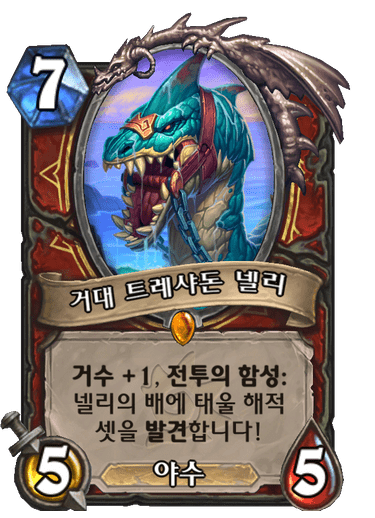 7
거대 트레샤돈 넬리
거수 +1, 전투의 함성:
넬리의 배에 태울 해적
셋을 발견합니다!
5 야수 5